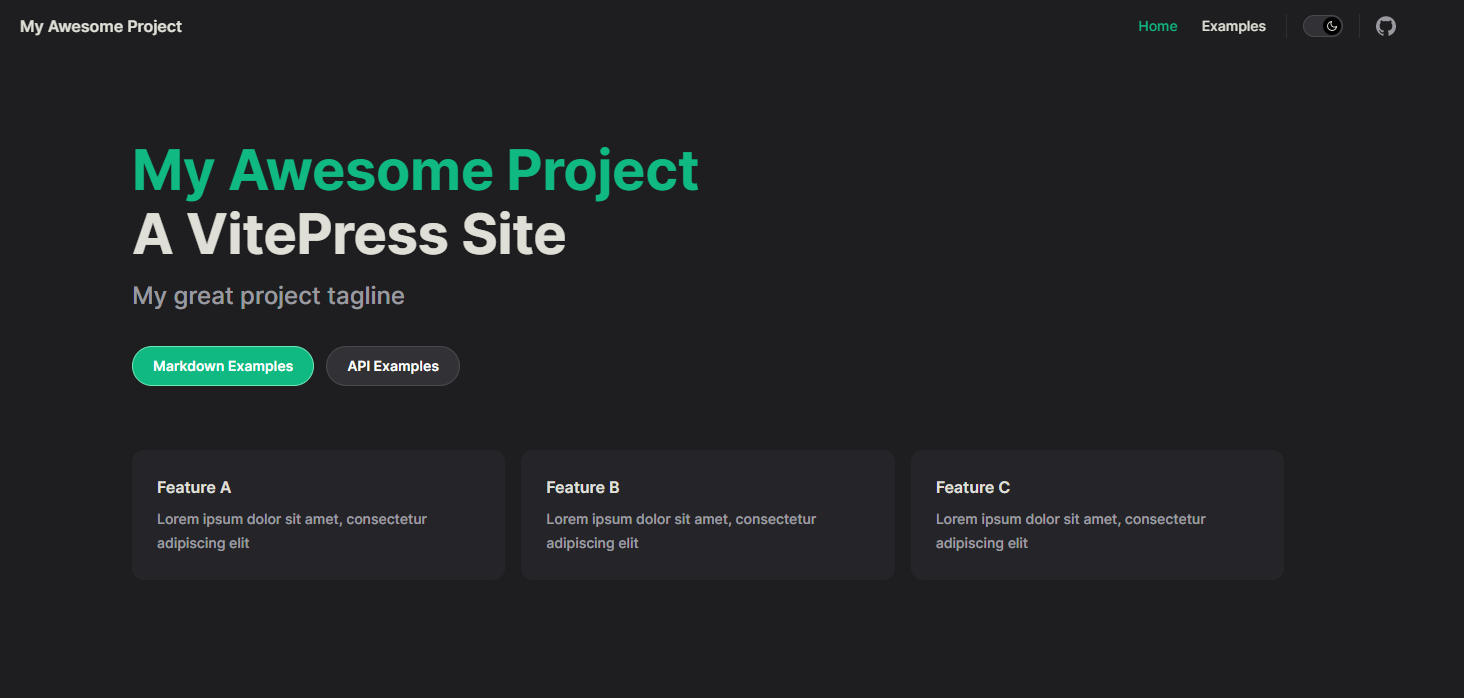 My Awesome Project
Home
Examples
My Awesome Project
A VitePress Site
My great project tagline
Markdown Examples
API Examples
Feature A
Lorem ipsum dolor sit amet, consectetur
adipiscing elit
Feature B
Lorem ipsum dolor sit amet, consectetur
adipiscing elit
Feature C
Lorem ipsum dolor sit amet, consectetur
adipiscing elit